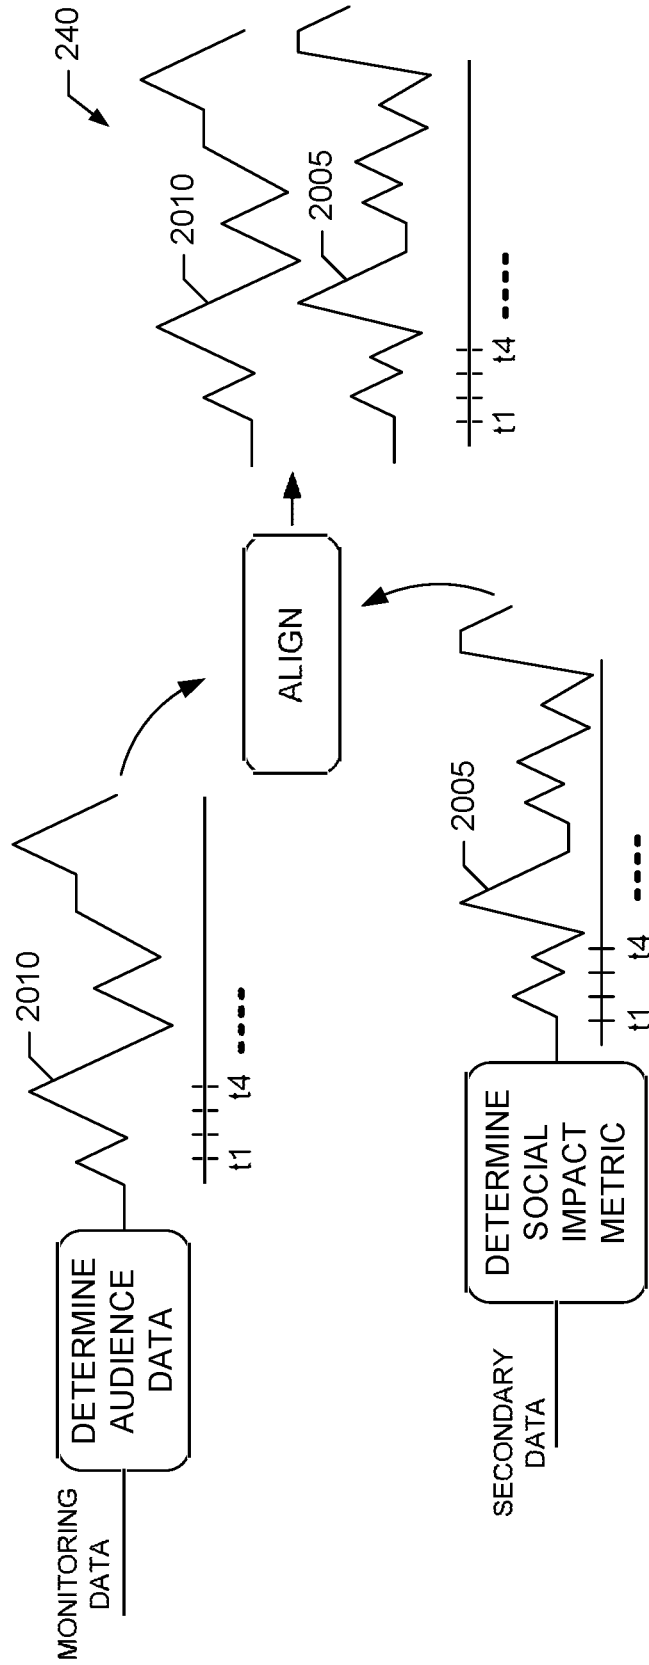 MONITORING
DATA
DETERMINE
AUDIENCE
DATA
2010
t1
t4
SECONDARY
DATA
DETERMINE
SOCIAL
IMPACT
METRIC
2005
t1
t4
ALIGN
240
2010
2005
t1
t4